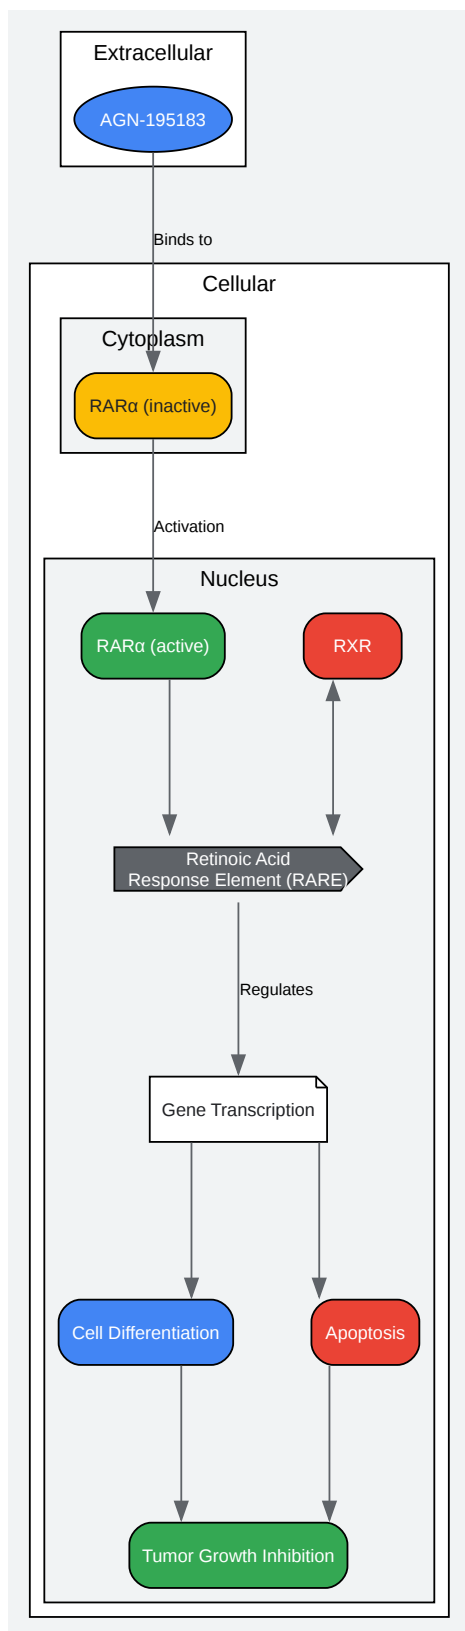 Extracellular
AGN-195183
Binds to
Cellular
Cytoplasm
RARα (inactive)
Activation
Nucleus
RARα (active)
RXR
Retinoic Acid
Response Element (RARE)
Regulates
Gene Transcription
Cell Differentiation
Apoptosis
Tumor Growth Inhibition